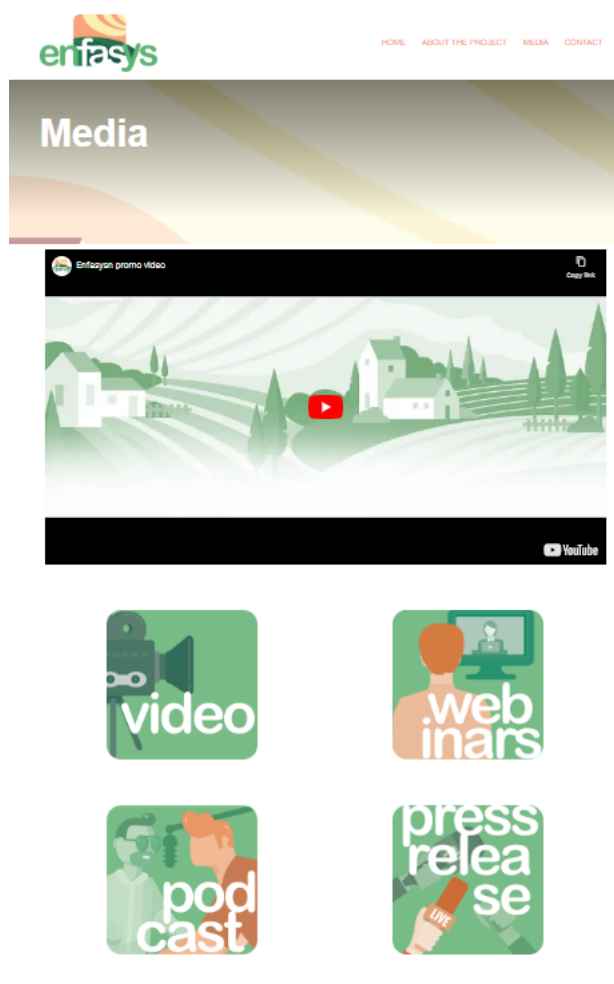 enfasys
HOME ABOUT THE PROJECT MEDIA CONTACT
Media
Enfasysn promo video
Copy link
YouTube
video
web
inars
pod
cast
press
relea
se
LIVE